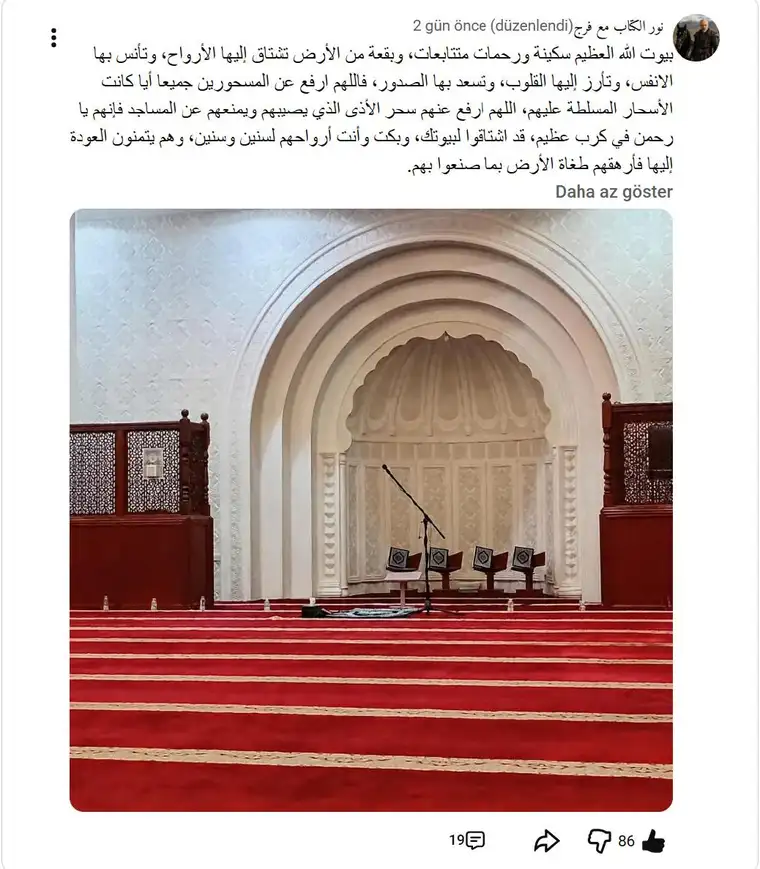 نور الكتاب مع فرج(düzenlendi) 2 gün önce
بيوت الله العظيم سكينة ورحمات متتابعات، وبقعة من الأرض تشتاق إليها الأرواح، وتأنس بها
الانفس، وتأرز إليها القلوب، وتسعد بها الصدور، فاللهم ارفع عن المسحورين جميعا أيا كانت
الأسحار المسلطة عليهم، اللهم ارفع عنهم سحر الأذى الذي يصيبهم ويمنعهم عن المساجد فإنهم يا
رحمن في كرب عظيم، قد اشتاقوا لبيوتك، وبكت وأنت أرواحهم لسنين وسنين، وهم يتمنون العودة
إليها فأرهقهم طغاة الأرض بما صنعوا بهم.
Daha az göster
86
19